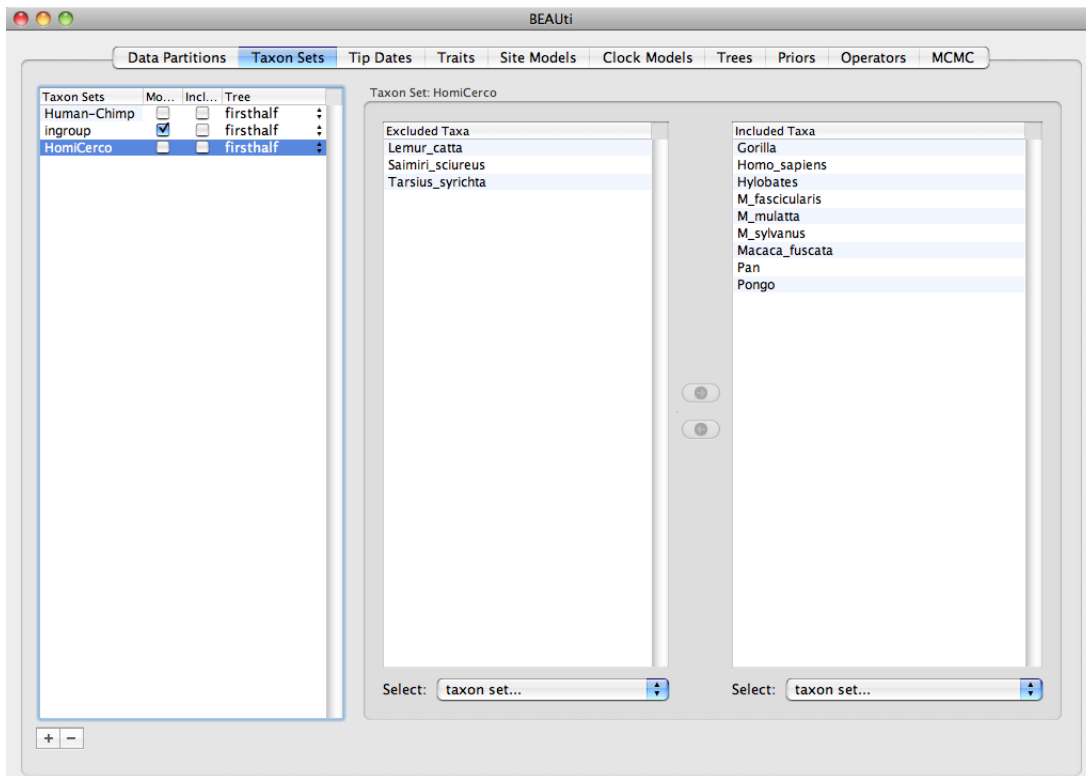 BEAUti
Data Partitions Taxon Sets Tip Dates Traits Site Models Clock Models Trees Priors Operators MCMC
Taxon Sets Mo... Incl... Tree
Human-Chimp firsthalf
ingroup firsthalf
HomiCerco firsthalf
Taxon Set: HomiCerco
Excluded Taxa
Lemur_catta
Saimiri_sciureus
Tarsius_syrichta
Included Taxa
Gorilla
Homo_sapiens
Hylobates
M_fascicularis
M_mulatta
M_sylvanus
Macaca_fuscata
Pan
Pongo
Select: taxon set...
Select: taxon set...
+ −